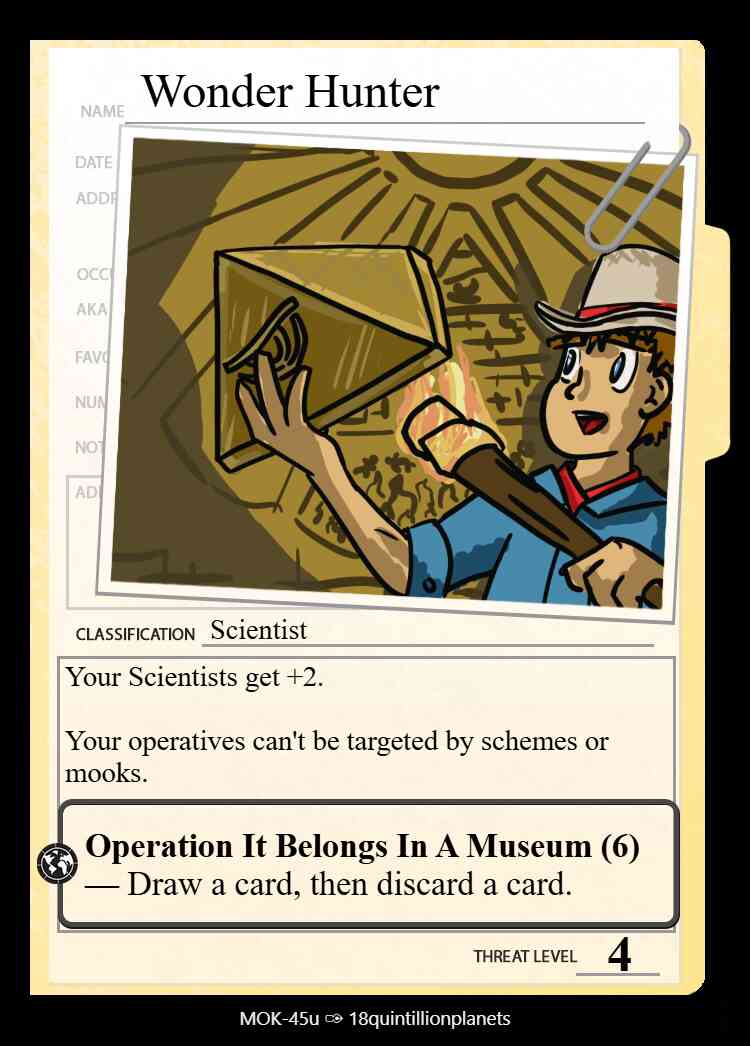 NAME Wonder Hunter
DATE
ADDR
OCCU
AKA
FAVO
NUM
NOT
ADD
CLASSIFICATION Scientist
Your Scientists get +2.
Your operatives can't be targeted by schemes or
mooks.
Operation It Belongs In A Museum (6)
— Draw a card, then discard a card.
THREAT LEVEL 4
MOK-45u ✑ 18quintillionplanets